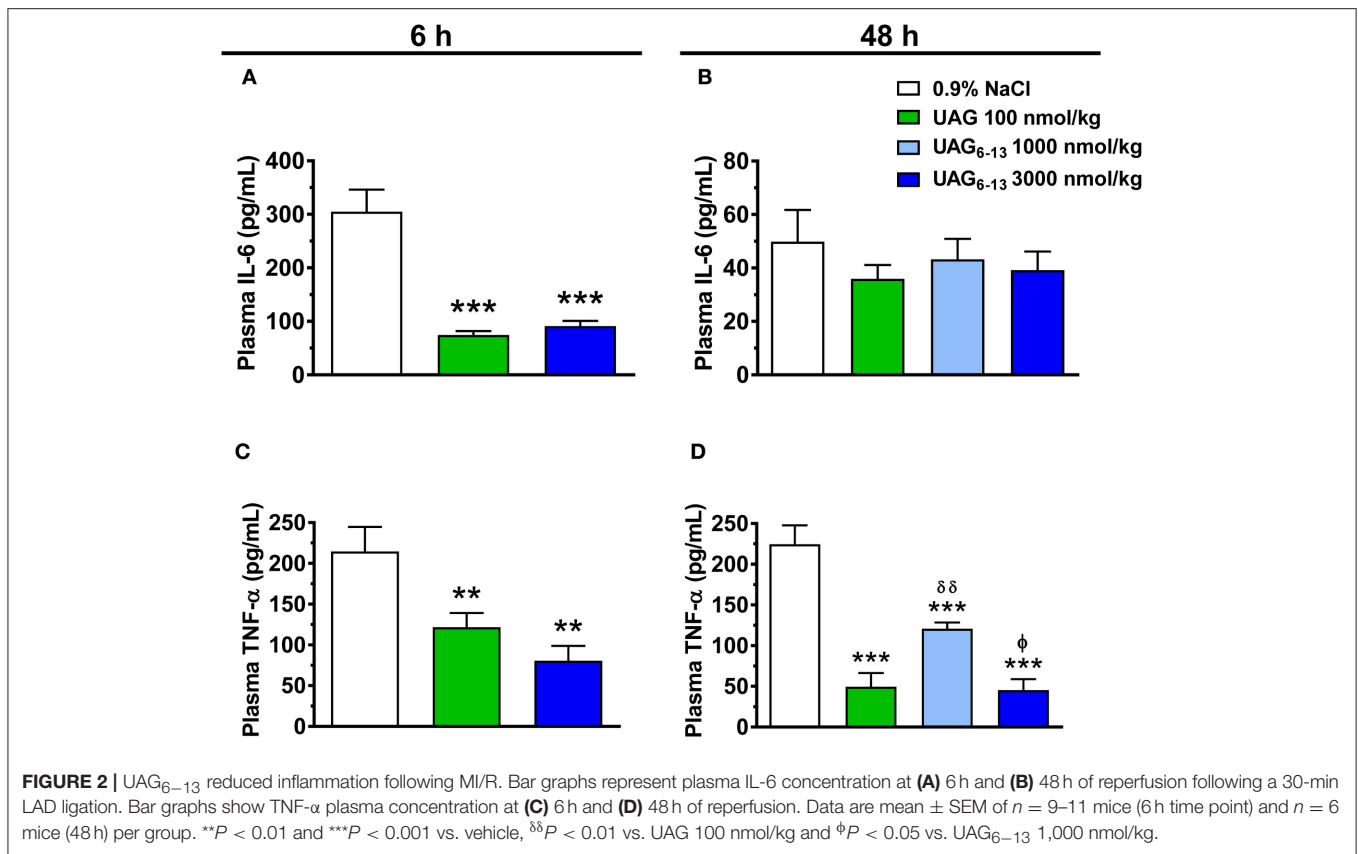 6 h
48 h
A
B
0.9% NaCl
UAG 100 nmol/kg
UAG₆₋₁₃ 1000 nmol/kg
UAG₆₋₁₃ 3000 nmol/kg
Plasma IL-6 (pg/mL)
400
300
200
100
0
***
***
Plasma IL-6 (pg/mL)
80
60
40
20
0
C
D
Plasma TNF-α (pg/mL)
250
200
150
100
50
0
**
**
Plasma TNF-α (pg/mL)
250
200
150
100
50
0
***
δδ
***
ϕ
***
FIGURE 2 | UAG₆₋₁₃ reduced inflammation following MI/R. Bar graphs represent plasma IL-6 concentration at (A) 6 h and (B) 48 h of reperfusion following a 30-min
LAD ligation. Bar graphs show TNF-α plasma concentration at (C) 6 h and (D) 48 h of reperfusion. Data are mean ± SEM of n = 9–11 mice (6 h time point) and n = 6
mice (48 h) per group. **P < 0.01 and ***P < 0.001 vs. vehicle, δδP < 0.01 vs. UAG 100 nmol/kg and ϕP < 0.05 vs. UAG₆₋₁₃ 1,000 nmol/kg.